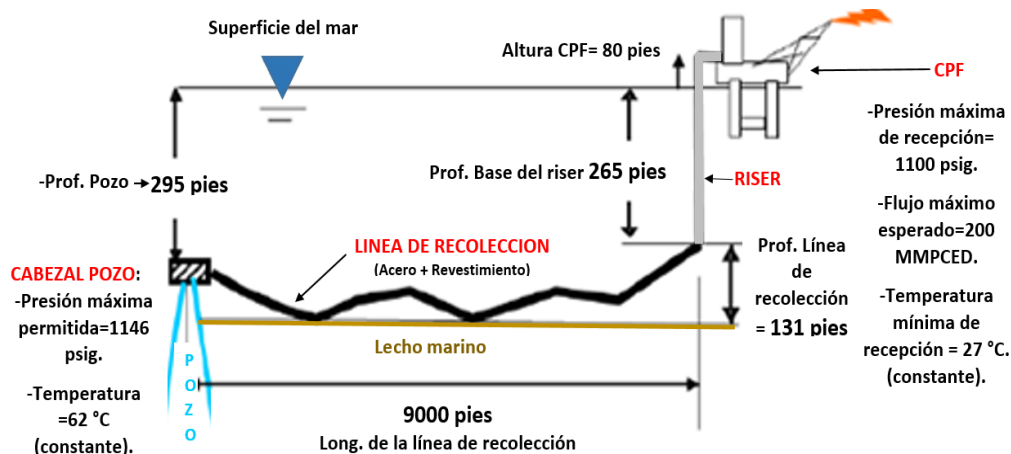 Superficie del mar
Altura CPF= 80 pies
CPF
-Presión máxima
de recepción=
1100 psig.
-Flujo máximo
esperado=200
MMPCED.
-Temperatura
mínima de
recepción = 27 °C.
(constante).
-Prof. Pozo
295 pies
Prof. Base del riser 265 pies
RISER
LINEA DE RECOLECCION
(Acero + Revestimiento)
Prof. Línea
de
recolección
= 131 pies
CABEZAL POZO:
-Presión máxima
permitida=1146
psig.
-Temperatura
=62 °C
(constante).
P
O
Z
O
Lecho marino
9000 pies
Long. de la línea de recolección